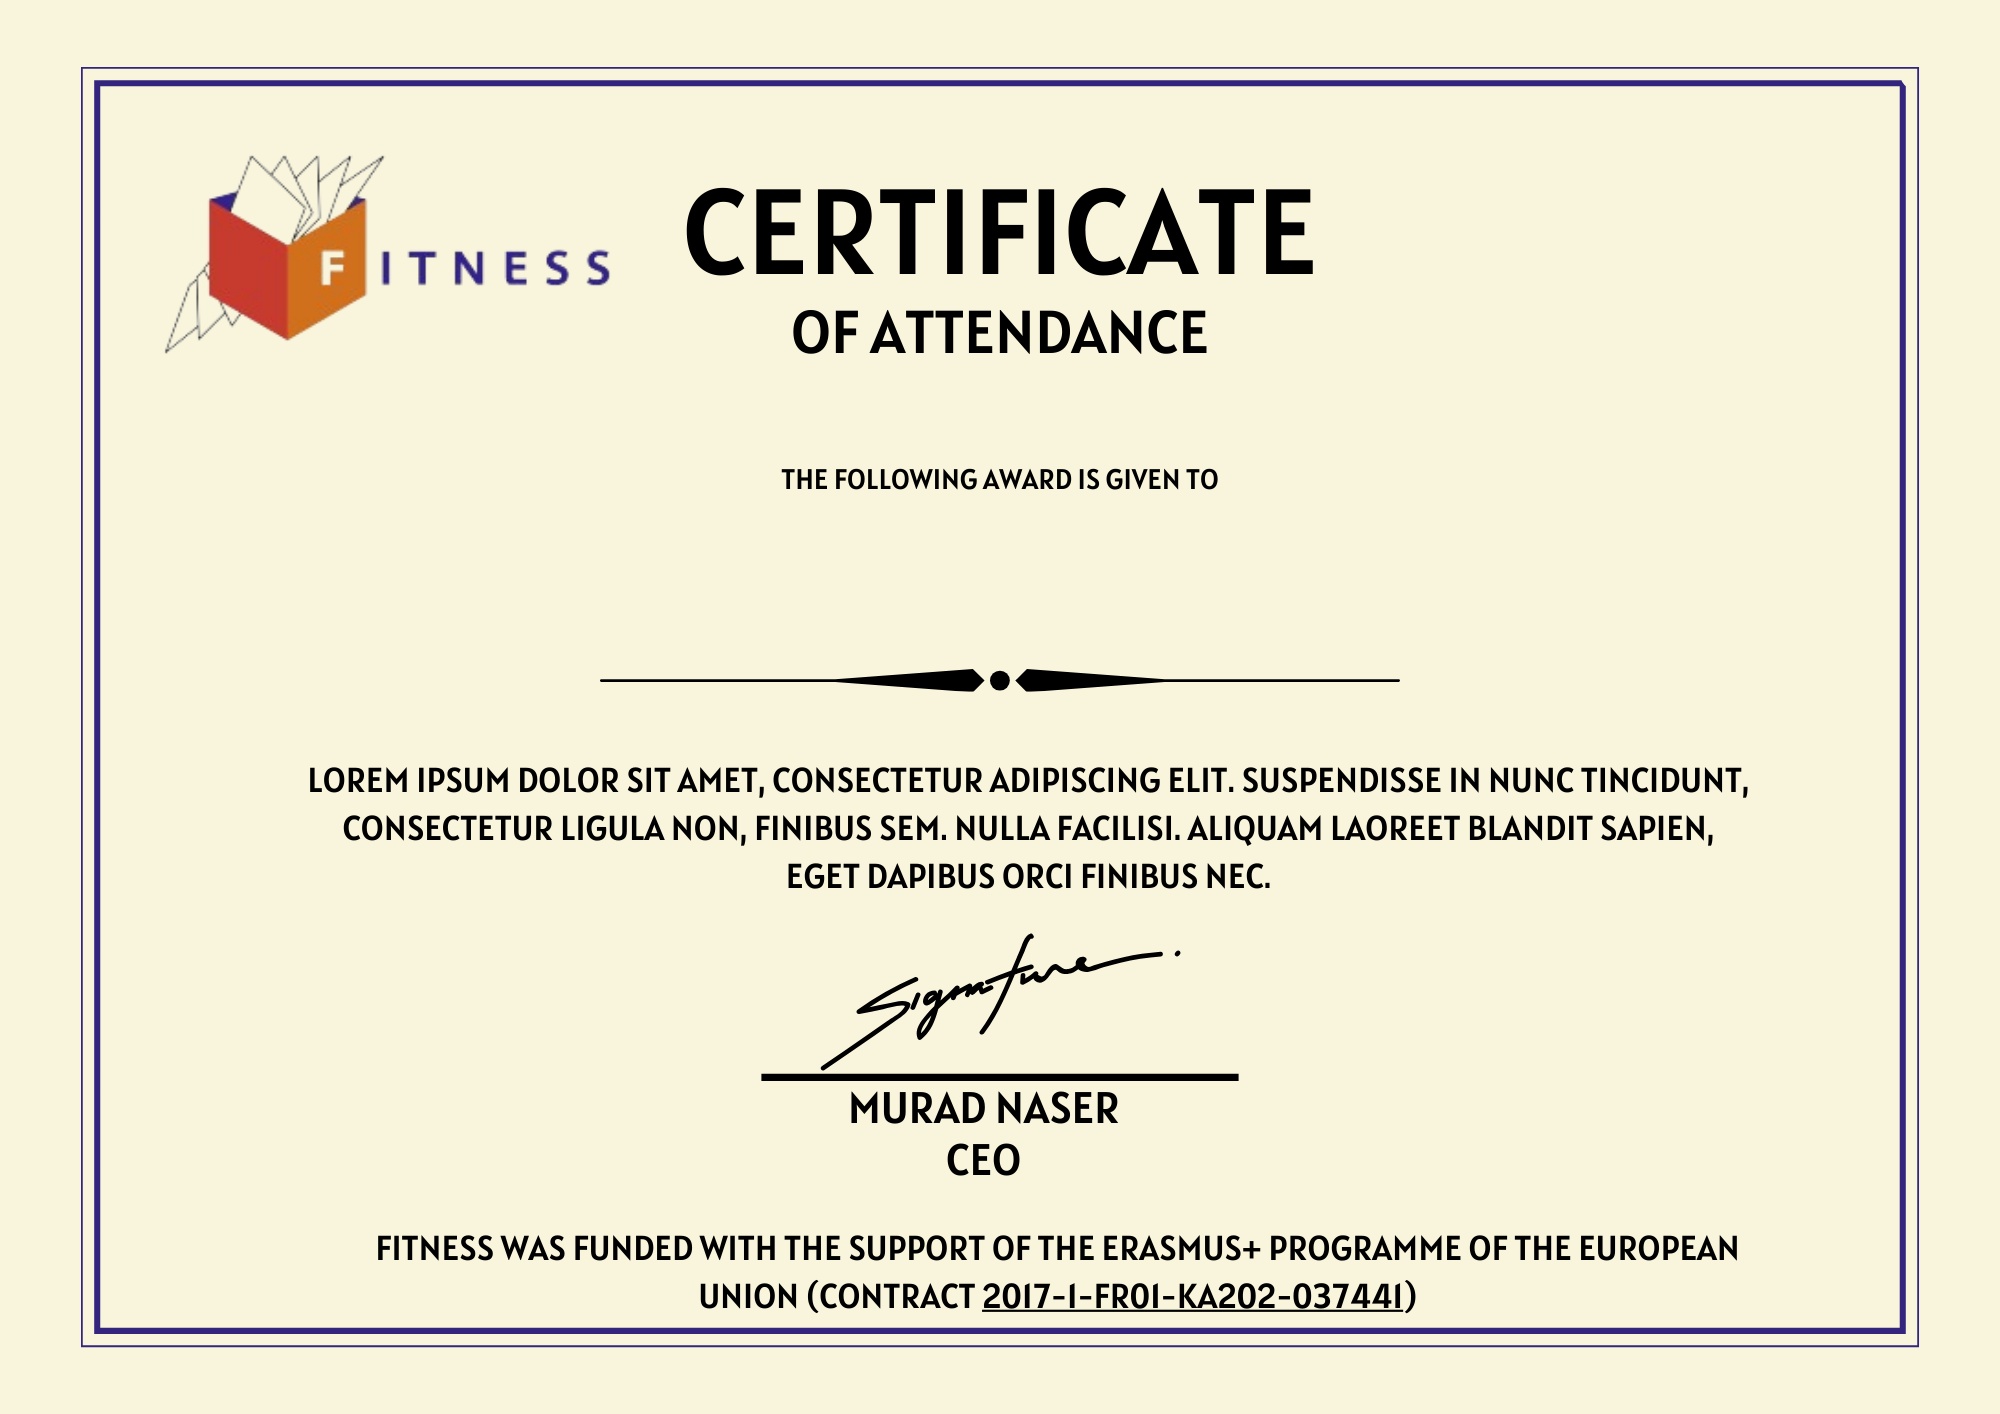 FITNESS
CERTIFICATE
OF ATTENDANCE
THE FOLLOWING AWARD IS GIVEN TO
LOREM IPSUM DOLOR SIT AMET, CONSECTETUR ADIPISCING ELIT. SUSPENDISSE IN NUNC TINCIDUNT,
CONSECTETUR LIGULA NON, FINIBUS SEM. NULLA FACILISI. ALIQUAM LAOREET BLANDIT SAPIEN,
EGET DAPIBUS ORCI FINIBUS NEC.
Signature
MURAD NASER
CEO
FITNESS WAS FUNDED WITH THE SUPPORT OF THE ERASMUS+ PROGRAMME OF THE EUROPEAN
UNION (CONTRACT 2017-1-FR01-KA202-037441)